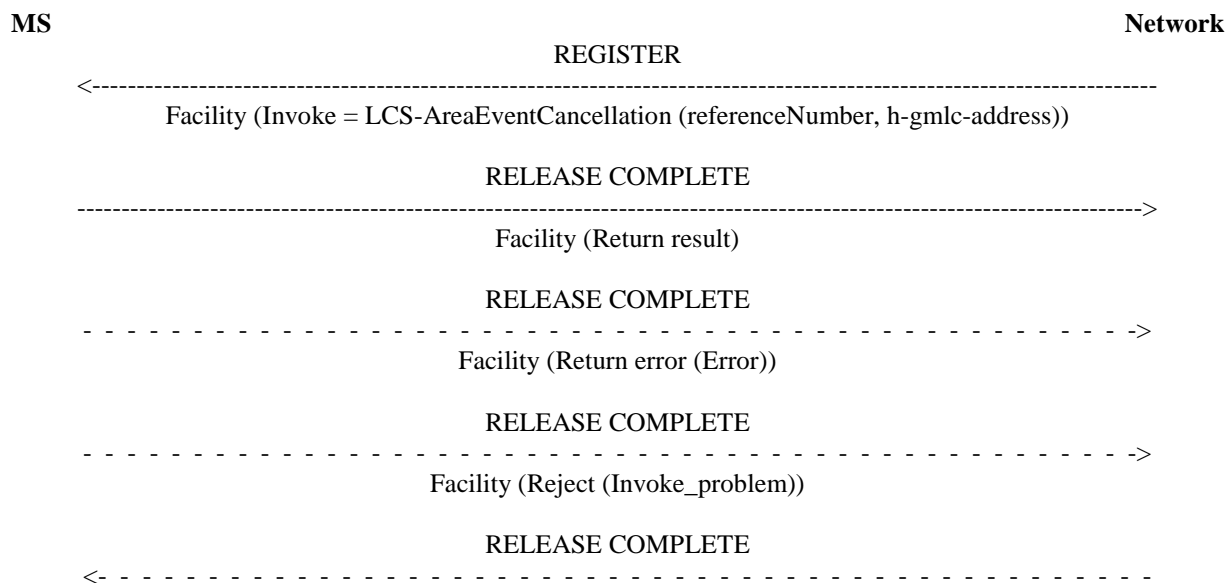 MS Network
REGISTER
<------------------------------------------------------------------------------------------------------------------------
Facility (Invoke = LCS-AreaEventCancellation (referenceNumber, h-gmlc-address))
RELEASE COMPLETE
----------------------------------------------------------------------------------------------------------------------->
Facility (Return result)
RELEASE COMPLETE
- - - - - - - - - - - - - - - - - - - - - - - - - - - - - - - - - - - - - - - - - - - - - - - ->
Facility (Return error (Error))
RELEASE COMPLETE
- - - - - - - - - - - - - - - - - - - - - - - - - - - - - - - - - - - - - - - - - - - - - - - ->
Facility (Reject (Invoke_problem))
RELEASE COMPLETE
<- - - - - - - - - - - - - - - - - - - - - - - - - - - - - - - - - - - - - - - - - - - - - - - -